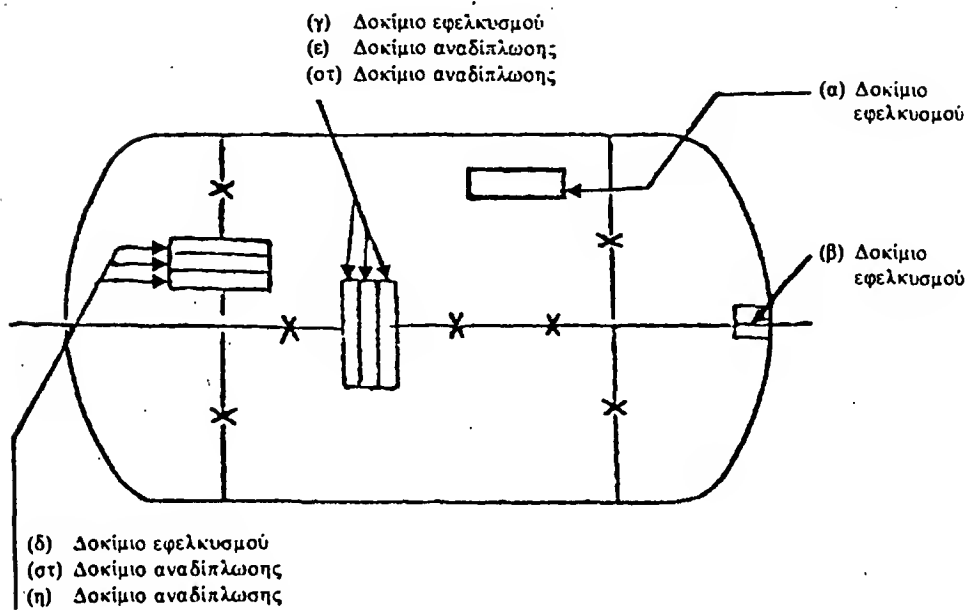 (γ) Δοκίμιο εφελκυσμού
(ε) Δοκίμιο αναδίπλωσης
(στ) Δοκίμιο αναδίπλωσης
(α) Δοκίμιο
εφελκυσμού
(β) Δοκίμιο
εφελκυσμού
(δ) Δοκίμιο εφελκυσμού
(στ) Δοκίμιο αναδίπλωσης
(η) Δοκίμιο αναδίπλωσης